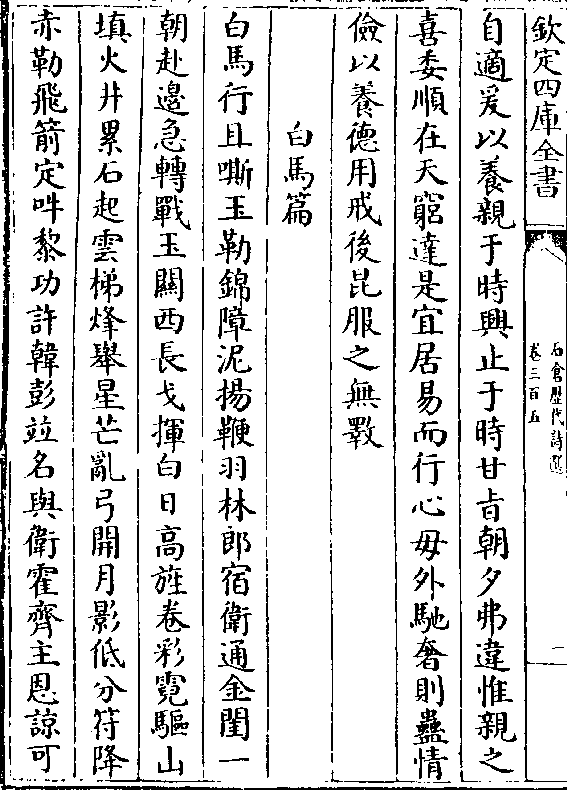 欽定四庫全書
石倉歷代詩選
卷三百五
一
自適爰以養親于時興止于時甘旨朝夕弗違惟親之
喜委順在天窮達是宜居易而行心毋外馳奢則蠱情
儉以養德用戒後昆服之無斁
白馬篇
白馬行且嘶玉勒錦障泥揚鞭羽林郎宿衛通金閨一
朝赴邊急轉戰玉關西長戈揮白日高旌卷彩霓驅山
填火井累石起雲梯烽舉星芒亂弓開月影低分符降
赤勒飛箭定吽黎功許韓彭竝名與衛霍齊主恩諒可